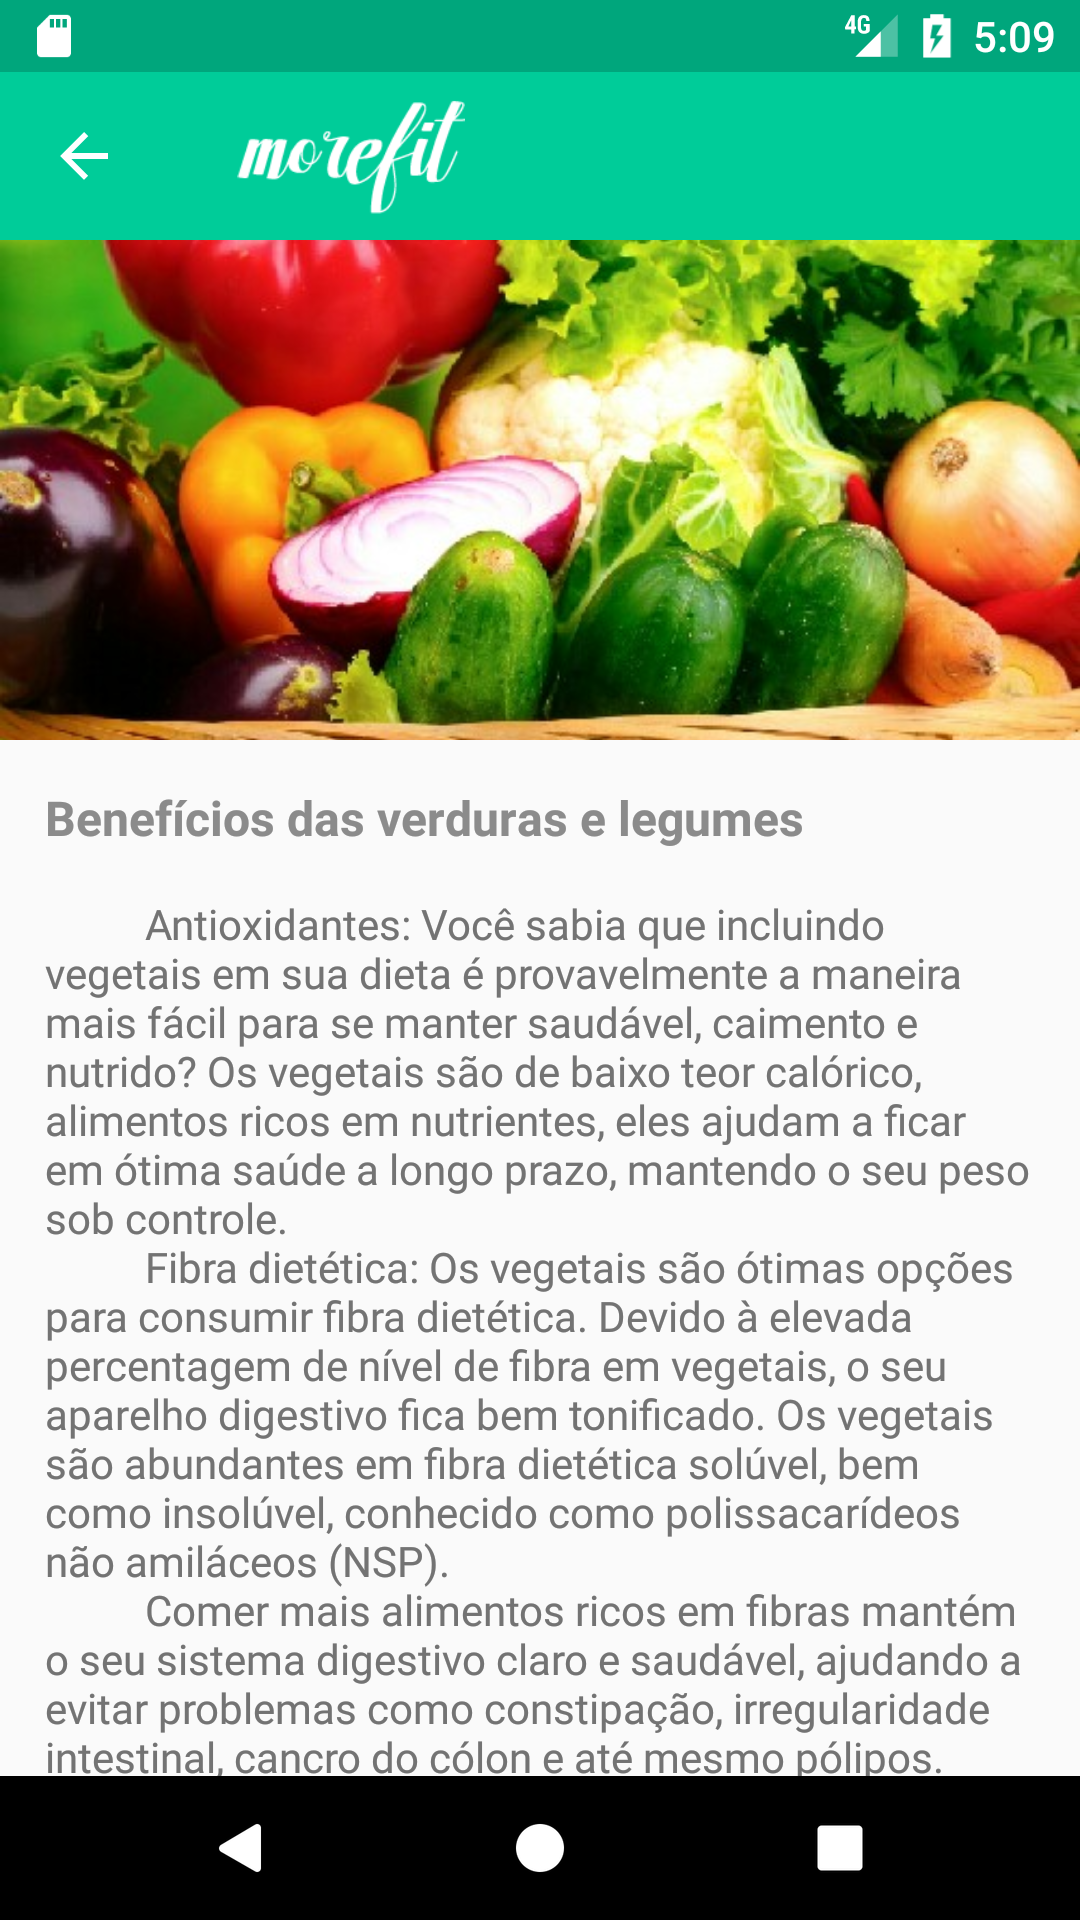 4G 5:09
morefit
Benefícios das verduras e legumes
Antioxidantes: Você sabia que incluindo
vegetais em sua dieta é provavelmente a maneira
mais fácil para se manter saudável, caimento e
nutrido? Os vegetais são de baixo teor calórico,
alimentos ricos em nutrientes, eles ajudam a ficar
em ótima saúde a longo prazo, mantendo o seu peso
sob controle.
Fibra dietética: Os vegetais são ótimas opções
para consumir fibra dietética. Devido à elevada
percentagem de nível de fibra em vegetais, o seu
aparelho digestivo fica bem tonificado. Os vegetais
são abundantes em fibra dietética solúvel, bem
como insolúvel, conhecido como polissacarídeos
não amiláceos (NSP).
Comer mais alimentos ricos em fibras mantém
o seu sistema digestivo claro e saudável, ajudando a
evitar problemas como constipação, irregularidade
intestinal, cancro do cólon e até mesmo pólipos.